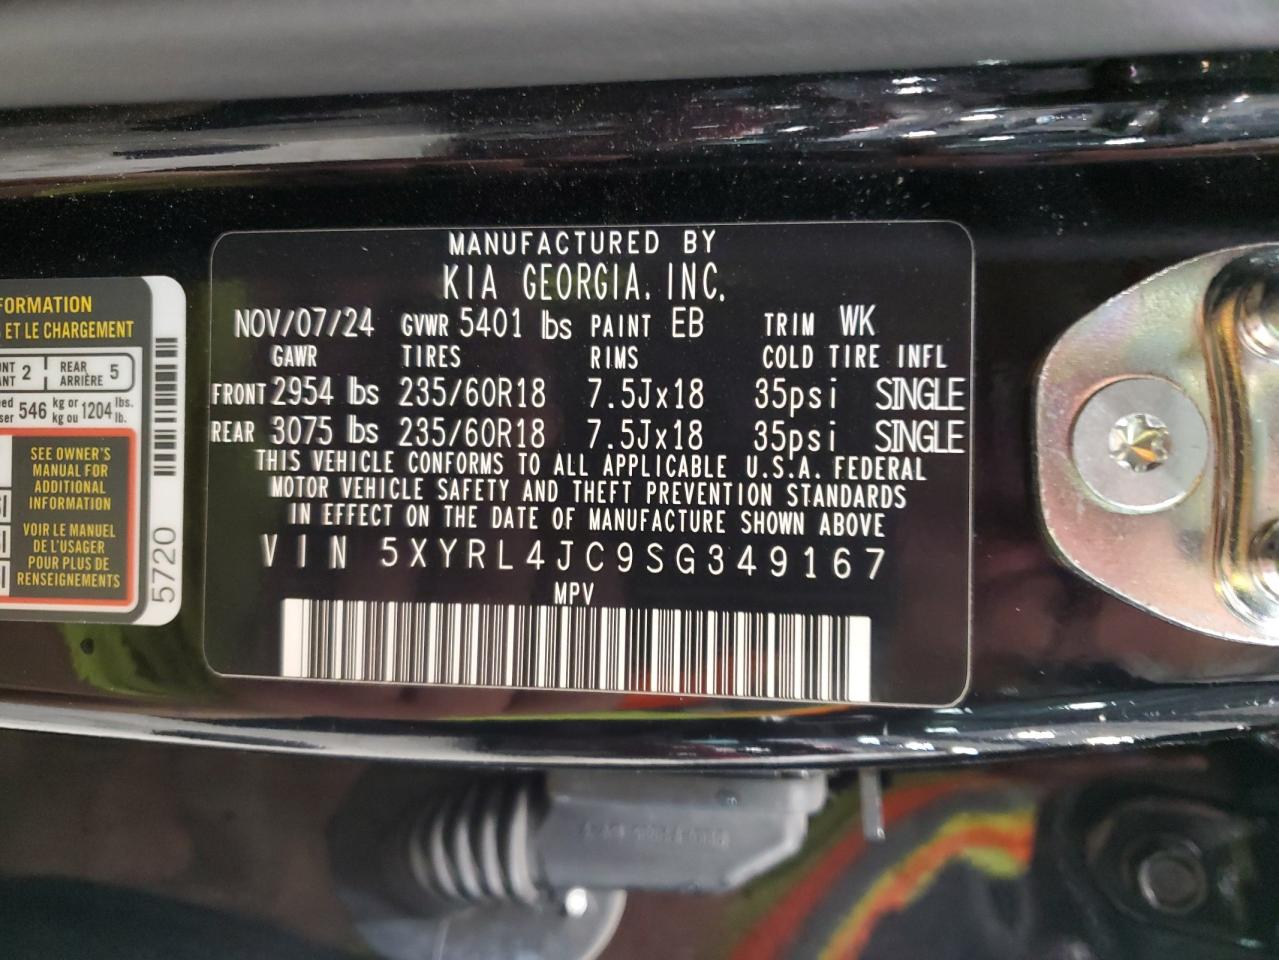 FORMATION
ET LE CHARGEMENT
2 REAR ARRIÈRE 5
546 kg or kg ou 1204 lbs. lb.
SEE OWNER'S
MANUAL FOR
ADDITIONAL
INFORMATION
VOIR LE MANUEL
DE L'USAGER
POUR PLUS DE
RENSEIGNEMENTS
5720
MANUFACTURED BY
KIA GEORGIA, INC.
NOV/07/24 GVWR 5401 lbs PAINT EB TRIM WK
GAWR TIRES RIMS COLD TIRE INFL
FRONT 2954 lbs 235/60R18 7.5Jx18 35psi SINGLE
REAR 3075 lbs 235/60R18 7.5Jx18 35psi SINGLE
THIS VEHICLE CONFORMS TO ALL APPLICABLE U.S.A. FEDERAL
MOTOR VEHICLE SAFETY AND THEFT PREVENTION STANDARDS
IN EFFECT ON THE DATE OF MANUFACTURE SHOWN ABOVE
VIN 5XYRL4JC9SG349167
MPV